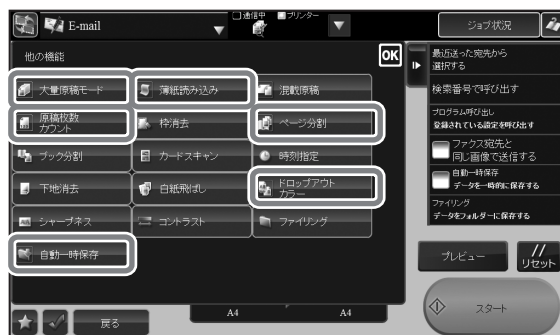 E-mail
通信中
プリンター
ジョブ状況
他の機能
OK
大量原稿モード
薄紙読み込み
混載原稿
原稿枚数
カウント
枠消去
ページ分割
ブック分割
カードスキャン
時刻指定
下地消去
白紙飛ばし
ドロップアウト
カラー
シャープネス
コントラスト
ファイリング
自動一時保存
最近送った宛先から
選択する
検索番号で呼び出す
プログラム呼び出し
登録されている設定を呼び出す
ファクス宛先と
同じ画像で送信する
自動一時保存
データを一時的に保存する
ファイリング
データをフォルダーに保存する
プレビュー
リセット
スタート
戻る
A4
A4